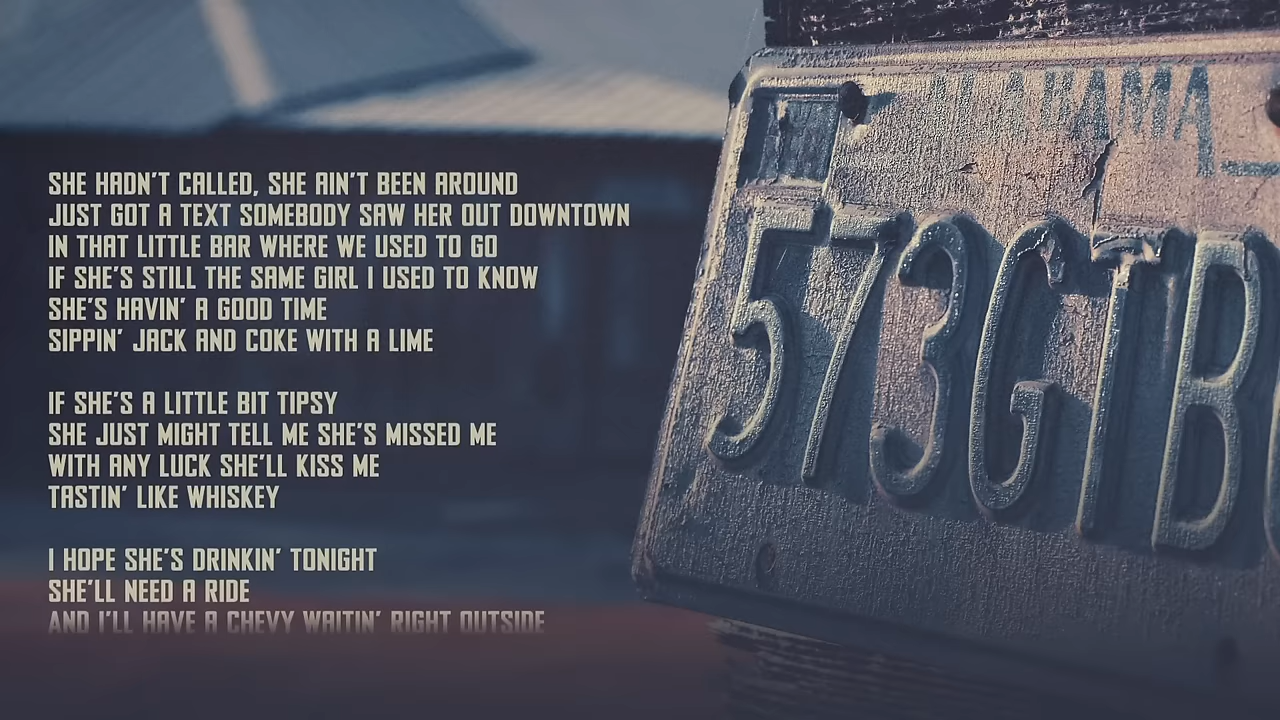 SHE HADN'T CALLED, SHE AIN'T BEEN AROUND
JUST GOT A TEXT SOMEBODY SAW HER OUT DOWNTOWN
IN THAT LITTLE BAR WHERE WE USED TO GO
IF SHE'S STILL THE SAME GIRL I USED TO KNOW
SHE'S HAVIN' A GOOD TIME
SIPPIN' JACK AND COKE WITH A LIME
IF SHE'S A LITTLE BIT TIPSY
SHE JUST MIGHT TELL ME SHE'S MISSED ME
WITH ANY LUCK SHE'LL KISS ME
TASTIN' LIKE WHISKEY
I HOPE SHE'S DRINKIN' TONIGHT
SHE'LL NEED A RIDE
AND I'LL HAVE A CHEVY WAITIN' RIGHT OUTSIDE
ALABAMA
573GTB